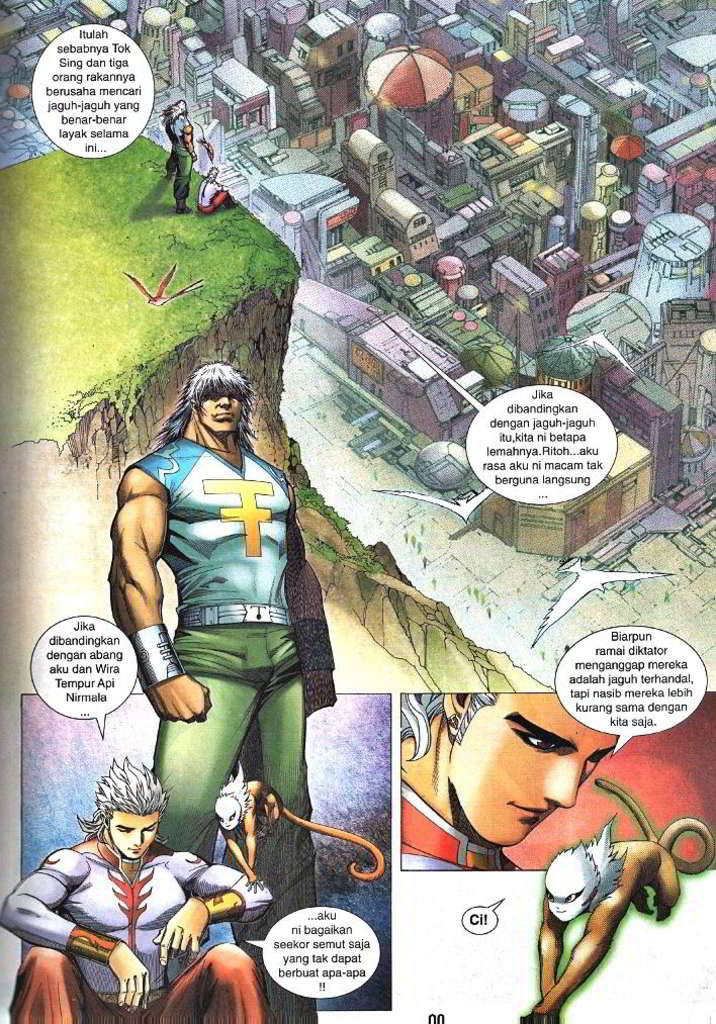 Itulah
sebabnya Tok
Sing dan tiga
orang rakannya
berusaha mencari
jaguh-jaguh yang
benar-benar
layak selama
ini...
Jika
dibandingkan
dengan jaguh-jaguh
itu,kita ni betapa
lemahnya.Ritoh...aku
rasa aku ni macam tak
berguna langsung
...
Jika
dibandingkan
dengan abang
aku dan Wira
Tempur Api
Nirmala
...
Biarpun
ramai diktator
menganggap mereka
adalah jaguh terhandal,
tapi nasib mereka lebih
kurang sama dengan
kita saja.
...aku
ni bagaikan
seekor semut saja
yang tak dapat
berbuat apa-apa
!!
Ci!